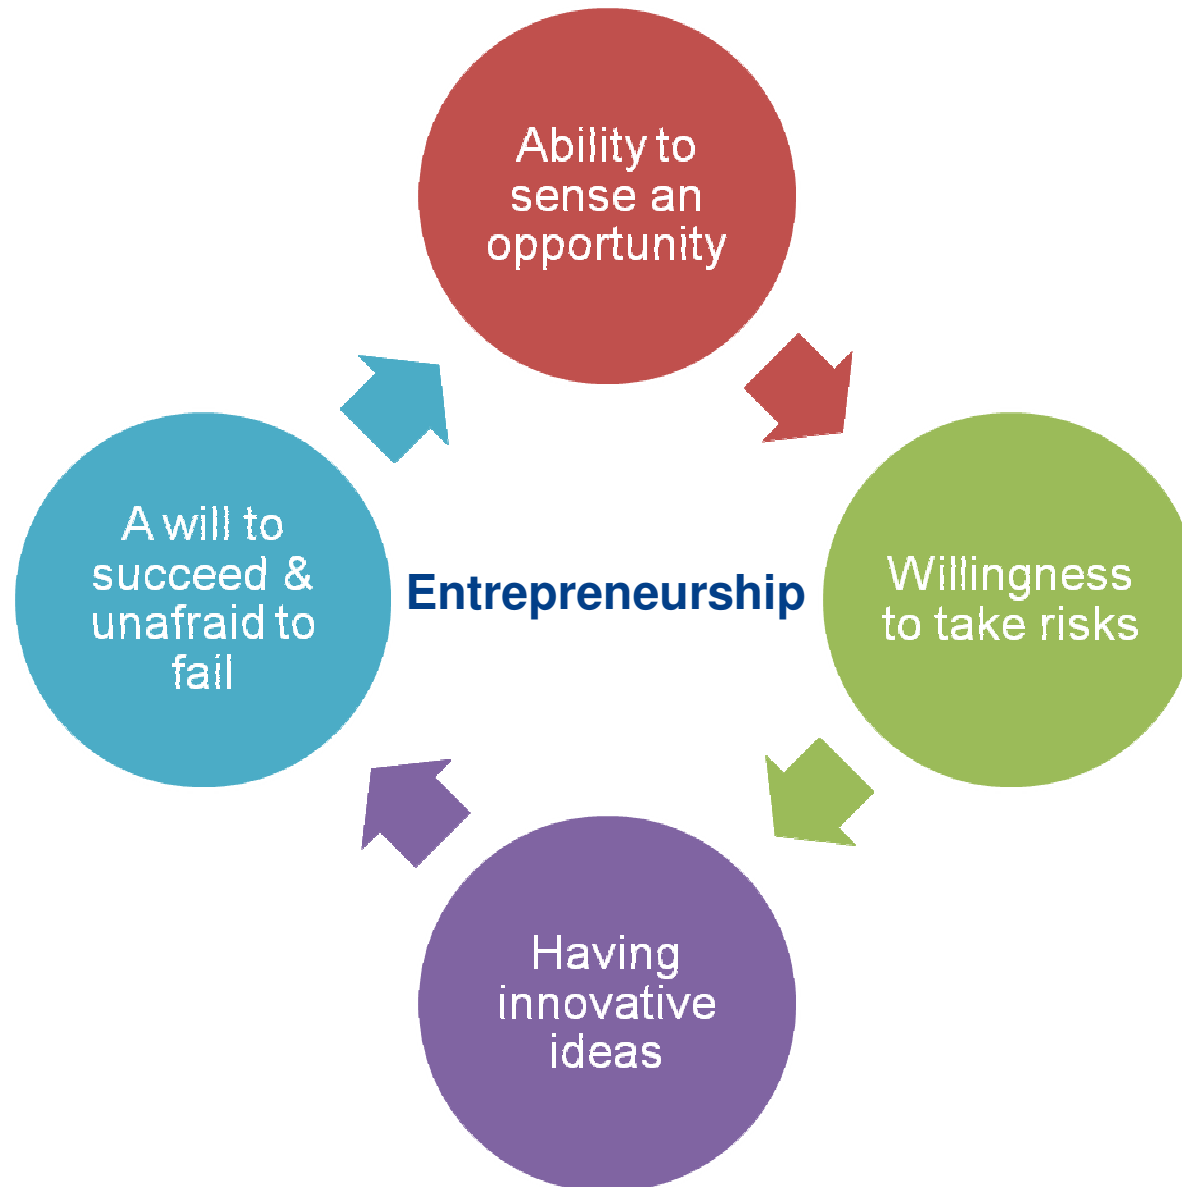 Ability to
sense an
opportunity
Willingness
to take risks
Having
innovative
ideas
A will to
succeed &
unafraid to
fail
Entrepreneurship